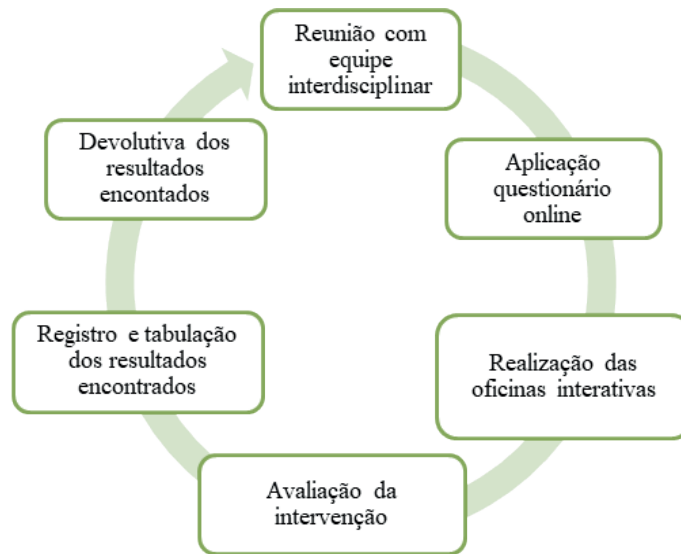 Reunião com
equipe
interdisciplinar
Aplicação
questionário
online
Realização das
oficinas interativas
Avaliação da
intervenção
Registro e tabulação
dos resultados
encontrados
Devolutiva dos
resultados
encontados